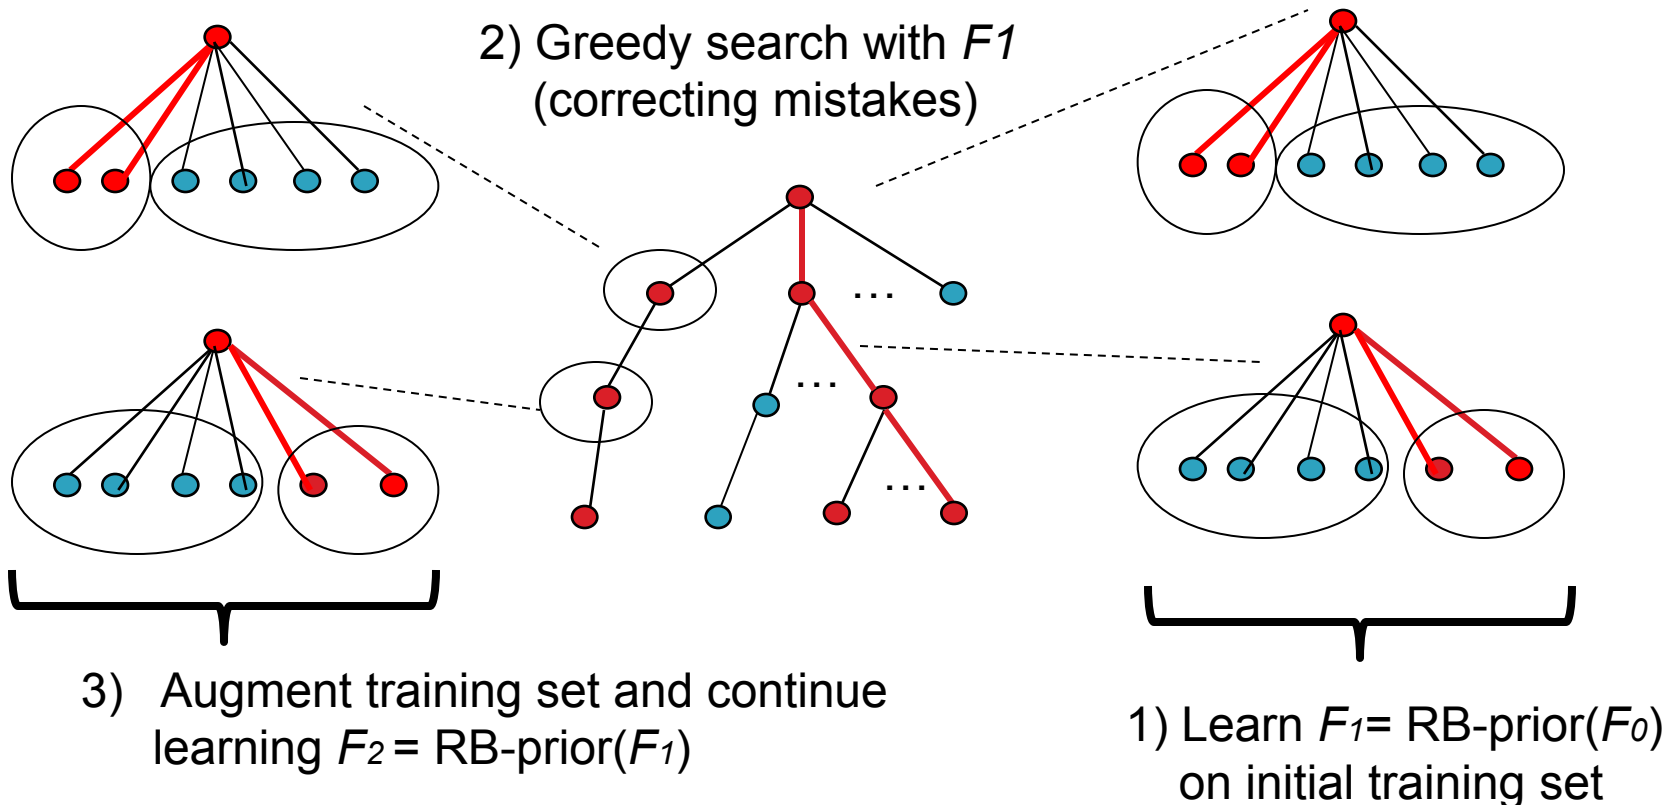 2) Greedy search with F1
(correcting mistakes)
...
...
...
3) Augment training set and continue
learning F₂ = RB-prior(F₁)
1) Learn F₁= RB-prior(F₀)
on initial training set